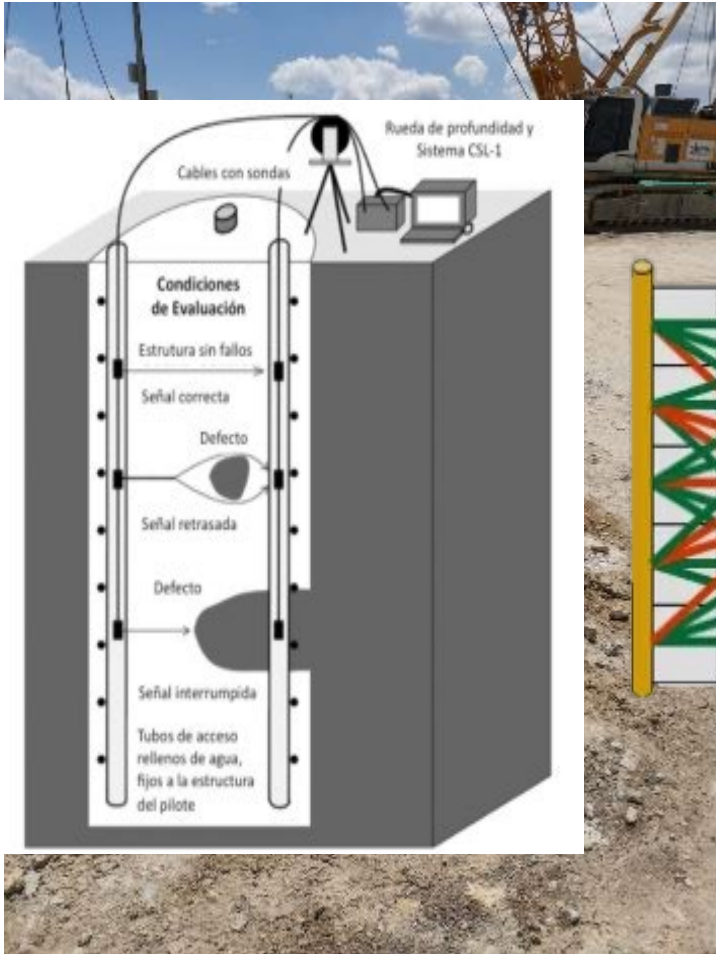 Rueda de profundidad y
Sistema CSL-1
Cables con sondas
Condiciones
de Evaluación
Estrutura sin fallos
Señal correcta
Defecto
Señal retrasada
Defecto
Señal interrumpida
Tubos de acceso
rellenos de agua,
fijos a la estructura
del pilote